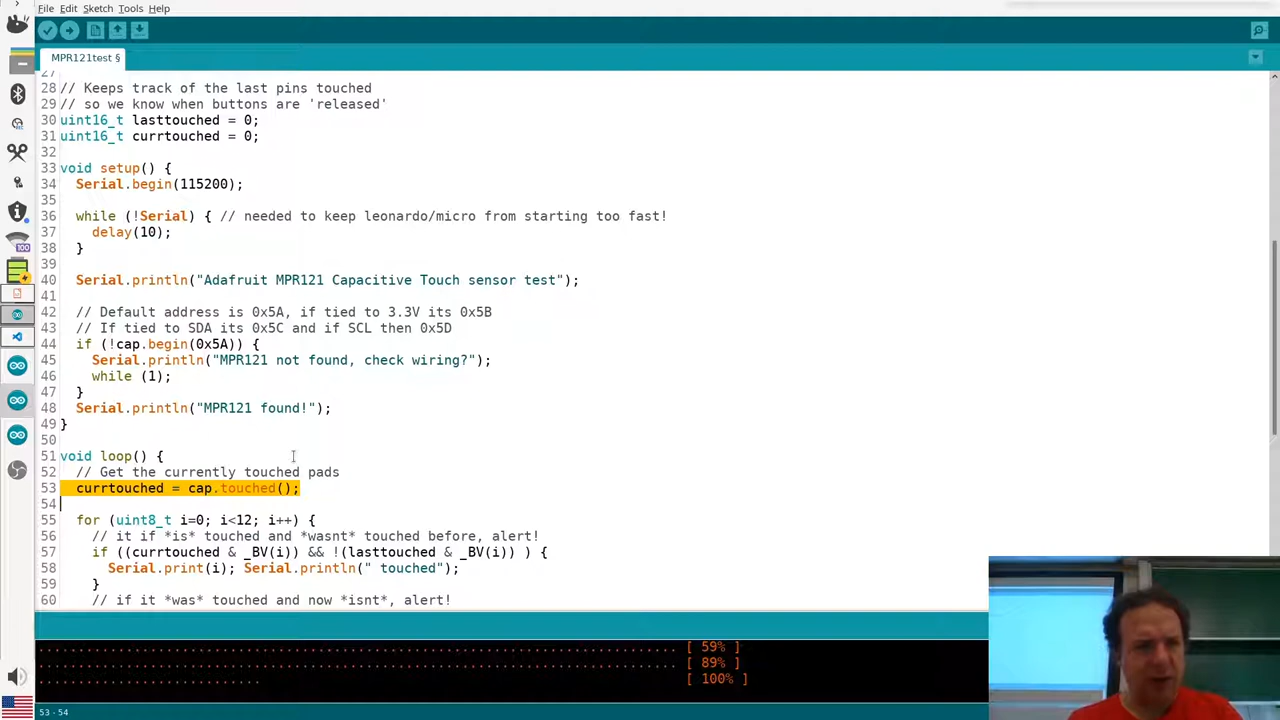 File Edit Sketch Tools Help
MPR121test §
27
28 // Keeps track of the last pins touched
29 // so we know when buttons are 'released'
30 uint16_t lasttouched = 0;
31 uint16_t currtouched = 0;
32
33 void setup() {
34 Serial.begin(115200);
35
36 while (!Serial) { // needed to keep leonardo/micro from starting too fast!
37 delay(10);
38 }
39
40 Serial.println("Adafruit MPR121 Capacitive Touch sensor test");
41
42 // Default address is 0x5A, if tied to 3.3V its 0x5B
43 // If tied to SDA its 0x5C and if SCL then 0x5D
44 if (!cap.begin(0x5A)) {
45 Serial.println("MPR121 not found, check wiring?");
46 while (1);
47 }
48 Serial.println("MPR121 found!");
49 }
50
51 void loop() {
52 // Get the currently touched pads
53 currtouched = cap.touched();
54
55 for (uint8_t i=0; i<12; i++) {
56 // it if *is* touched and *wasnt* touched before, alert!
57 if ((currtouched & _BV(i)) && !(lasttouched & _BV(i)) ) {
58 Serial.print(i); Serial.println(" touched");
59 }
60 // if it *was* touched and now *isnt*, alert!
[ 59% ]
[ 89% ]
[ 100% ]
53 - 54
100